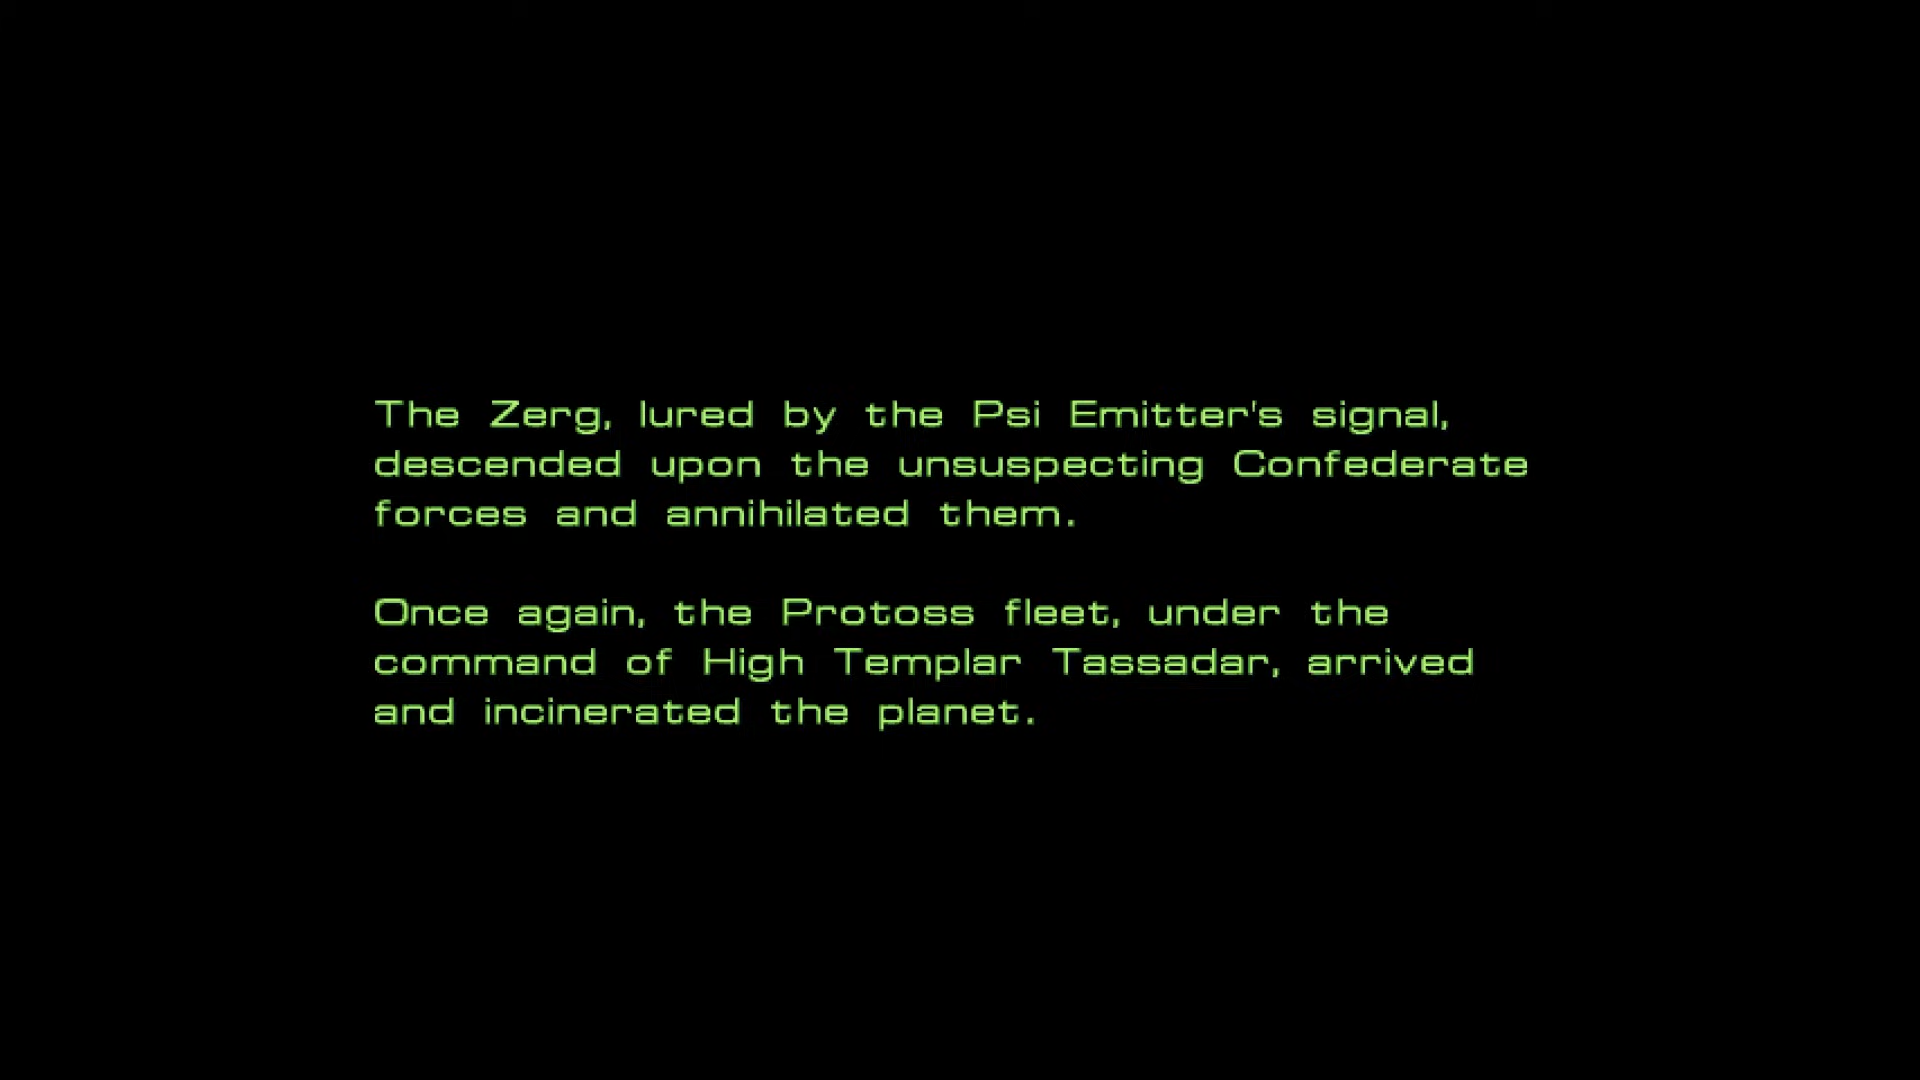 The Zerg, lured by the Psi Emitter's signal,
descended upon the unsuspecting Confederate
forces and annihilated them.
Once again, the Protoss fleet, under the
command of High Templar Tassadar, arrived
and incinerated the planet.